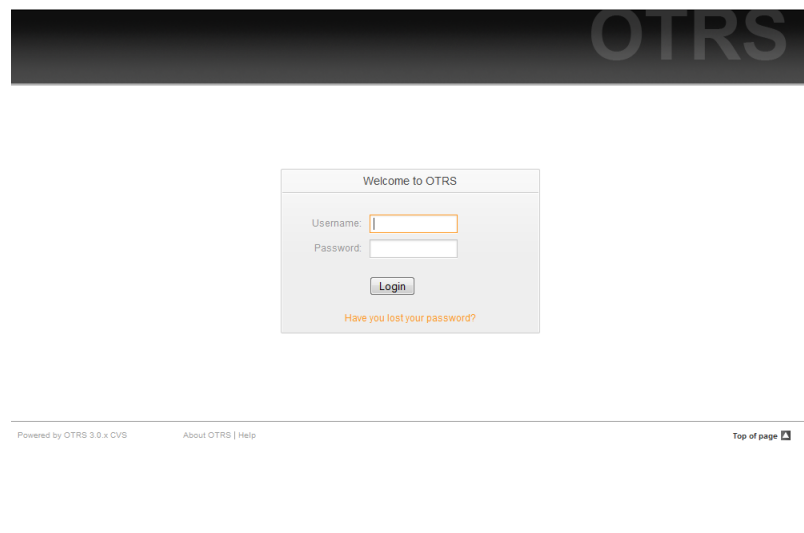 OTRS
Welcome to OTRS
Username:
Password:
Login
Have you lost your password?
Powered by OTRS 3.0.x CVS
About OTRS | Help
Top of page